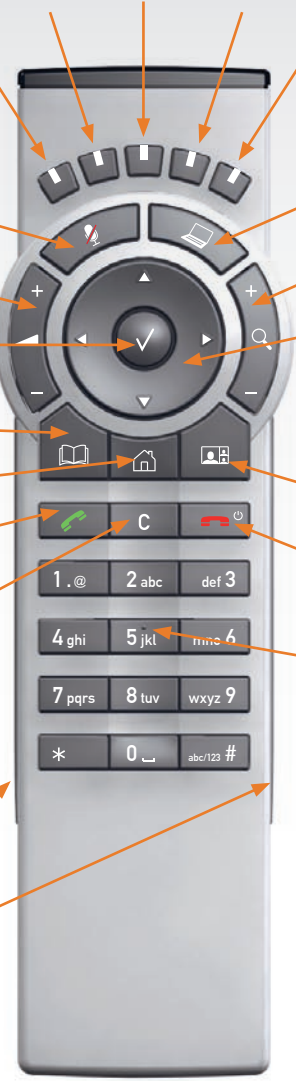 + +
− −
C
1.@ 2 abc def 3
4 ghi 5 jkl mno 6
7 pqrs 8 tuv wxyz 9
* 0 ⎵ abc/123 #